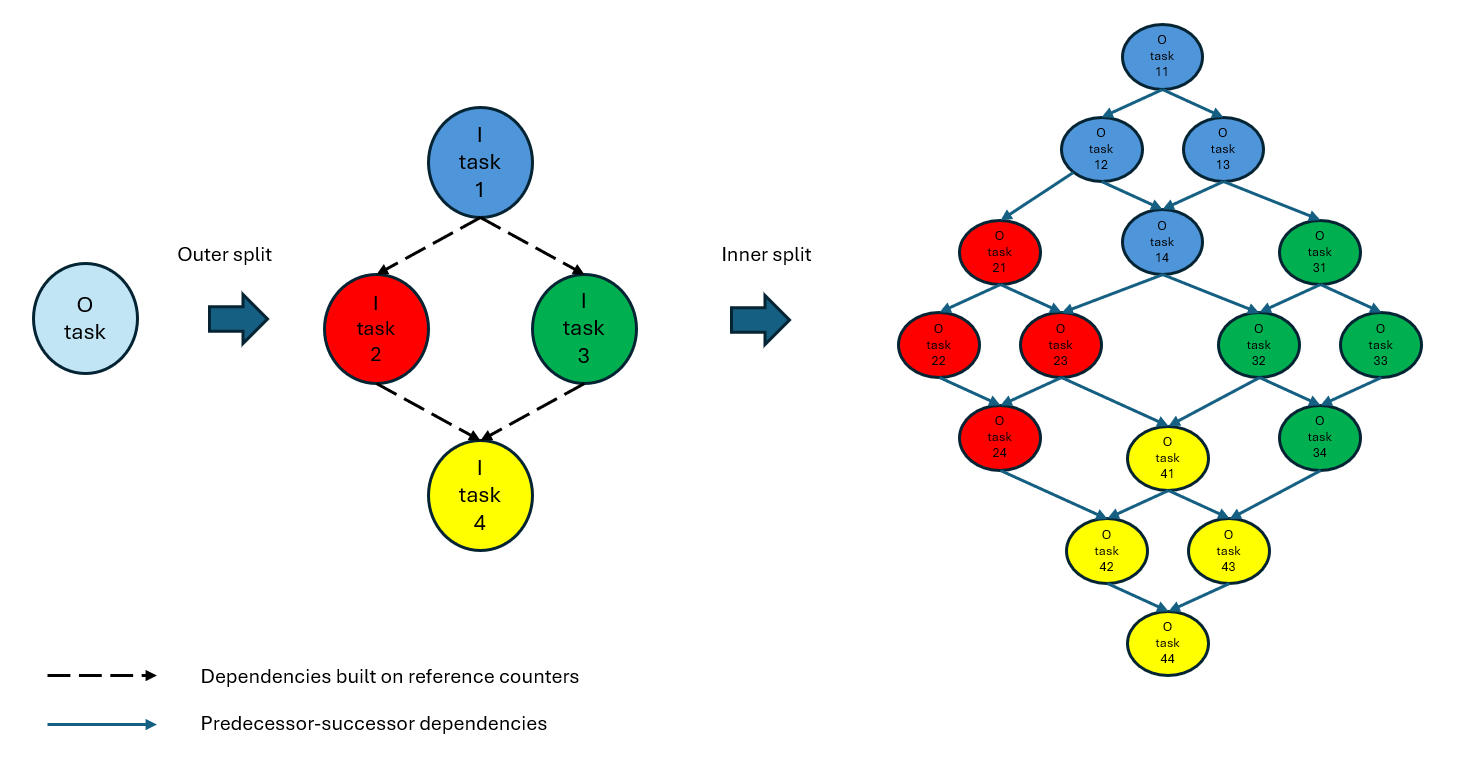 O
task
Outer split
I
task
1
I
task
2
I
task
3
I
task
4
Inner split
O
task
11
O
task
12
O
task
13
O
task
21
O
task
14
O
task
31
O
task
22
O
task
23
O
task
32
O
task
33
O
task
24
O
task
41
O
task
34
O
task
42
O
task
43
O
task
44
Dependencies built on reference counters
Predecessor-successor dependencies